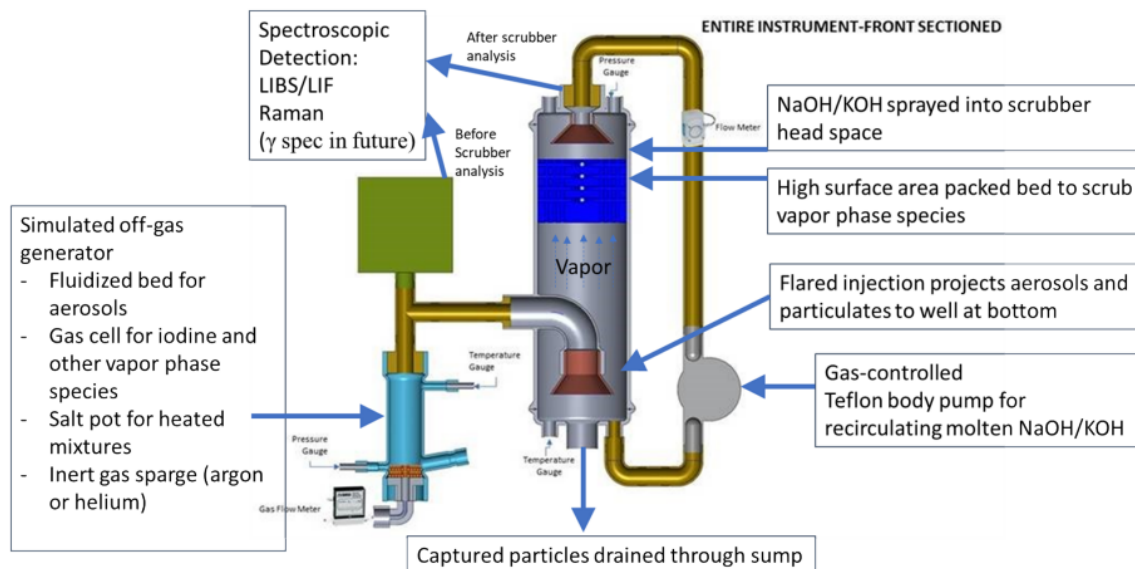 ENTIRE INSTRUMENT-FRONT SECTIONED
Spectroscopic
Detection:
LIBS/LIF
Raman
(γ spec in future)
After scrubber
analysis
Before
Scrubber
analysis
Pressure
Gauge
Flow Meter
NaOH/KOH sprayed into scrubber
head space
High surface area packed bed to scrub
vapor phase species
Vapor
Flared injection projects aerosols and
particulates to well at bottom
Gas-controlled
Teflon body pump for
recirculating molten NaOH/KOH
Simulated off-gas
generator
- Fluidized bed for
aerosols
- Gas cell for iodine and
other vapor phase
species
- Salt pot for heated
mixtures
- Inert gas sparge (argon
or helium)
Temperature
Gauge
Pressure
Gauge
Gas Flow Meter
Temperature
Gauge
Captured particles drained through sump